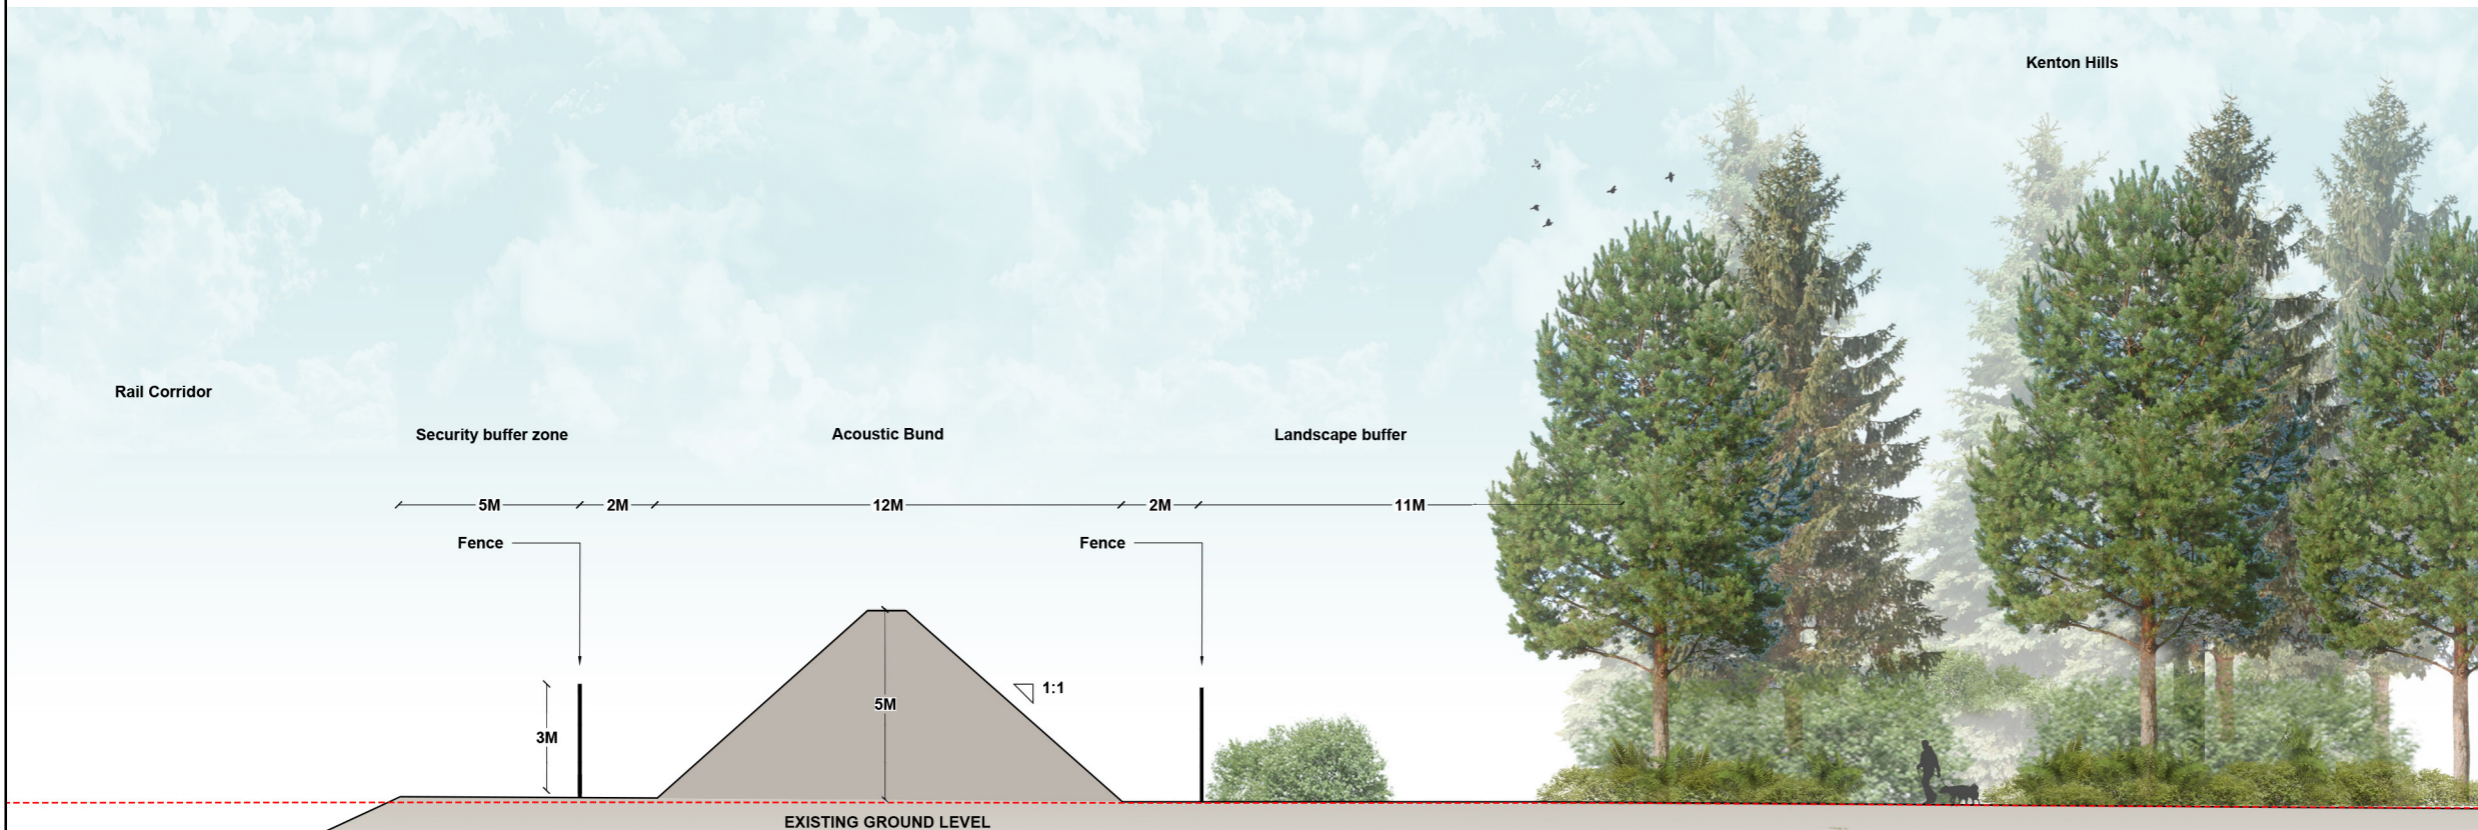 Kenton Hills
Rail Corridor
Security buffer zone
Acoustic Bund
Landscape buffer
5M
2M
12M
2M
11M
Fence
Fence
1:1
5M
3M
EXISTING GROUND LEVEL